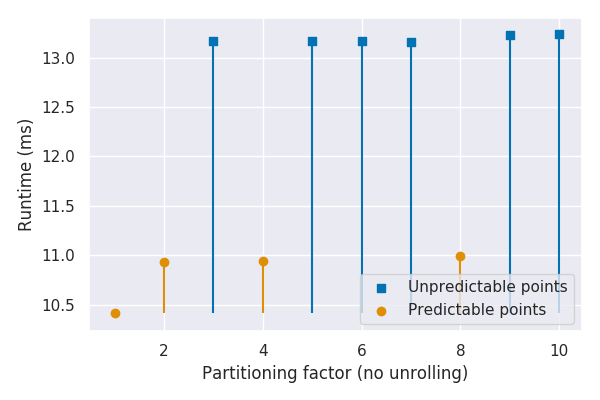 13.0
12.5
12.0
11.5
11.0
10.5
Runtime (ms)
Unpredictable points
Predictable points
2 4 6 8 10
Partitioning factor (no unrolling)